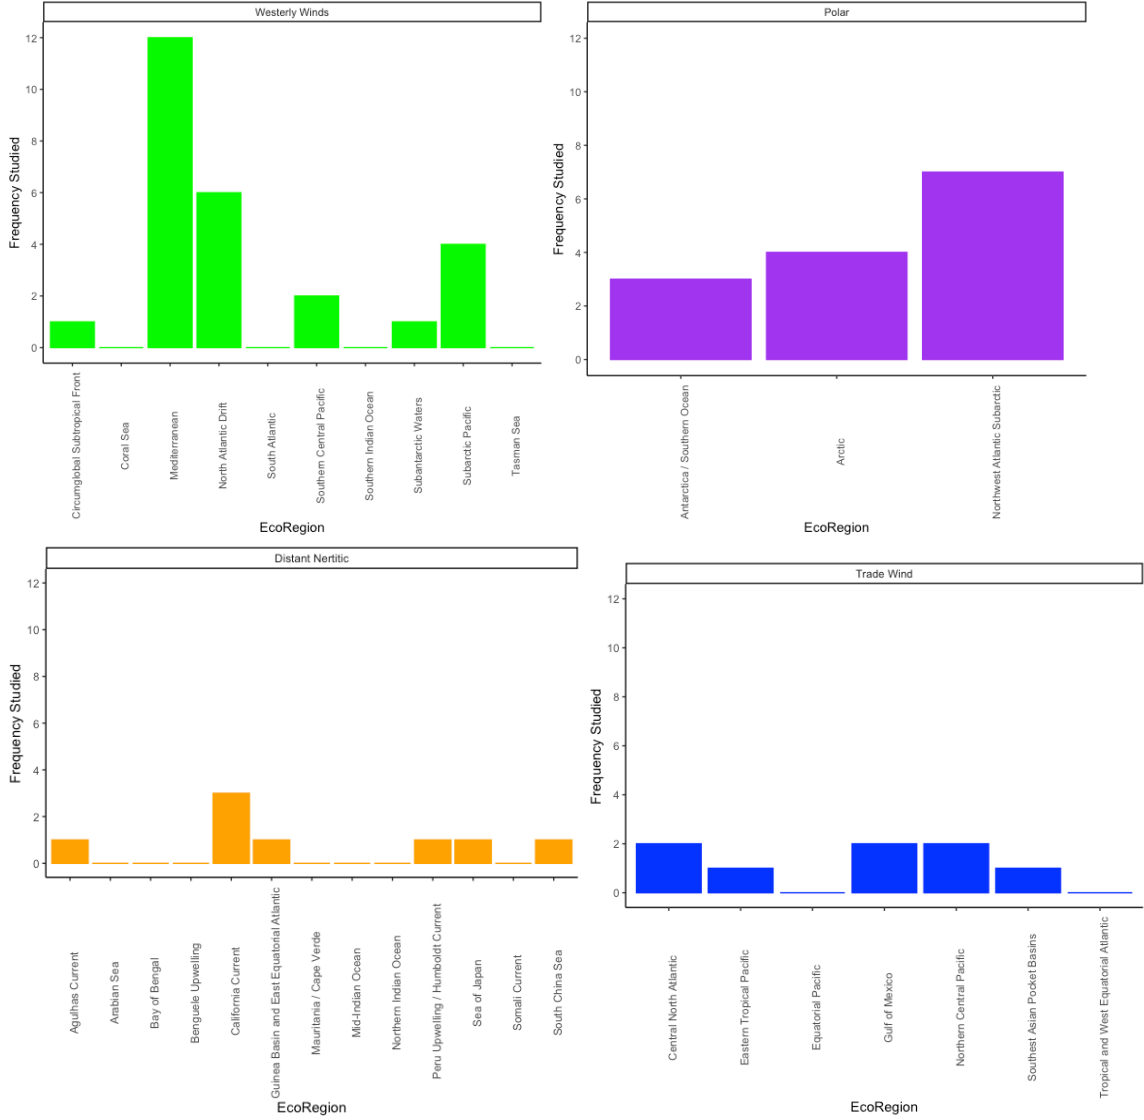 Westerly Winds
12
10
8
6
4
2
0
Frequency Studied
Circumglobal Subtropical Front
Coral Sea
Mediterranean
North Atlantic Drift
South Atlantic
Southern Central Pacific
Southern Indian Ocean
Subantarctic Waters
Subarctic Pacific
Tasman Sea
EcoRegion
Polar
12
10
8
6
4
2
0
Frequency Studied
Antarctica / Southern Ocean
Arctic
Northwest Atlantic Subarctic
EcoRegion
Distant Nertitic
12
10
8
6
4
2
0
Frequency Studied
Agulhas Current
Arabian Sea
Bay of Bengal
Benguele Upwelling
California Current
Guinea Basin and East Equatorial Atlantic
Mauritania / Cape Verde
Mid-Indian Ocean
Northern Indian Ocean
Peru Upwelling / Humboldt Current
Sea of Japan
Somali Current
South China Sea
EcoRegion
Trade Wind
12
10
8
6
4
2
0
Frequency Studied
Central North Atlantic
Eastern Tropical Pacific
Equatorial Pacific
Gulf of Mexico
Northern Central Pacific
Southest Asian Pocket Basins
Tropical and West Equatorial Atlantic
EcoRegion